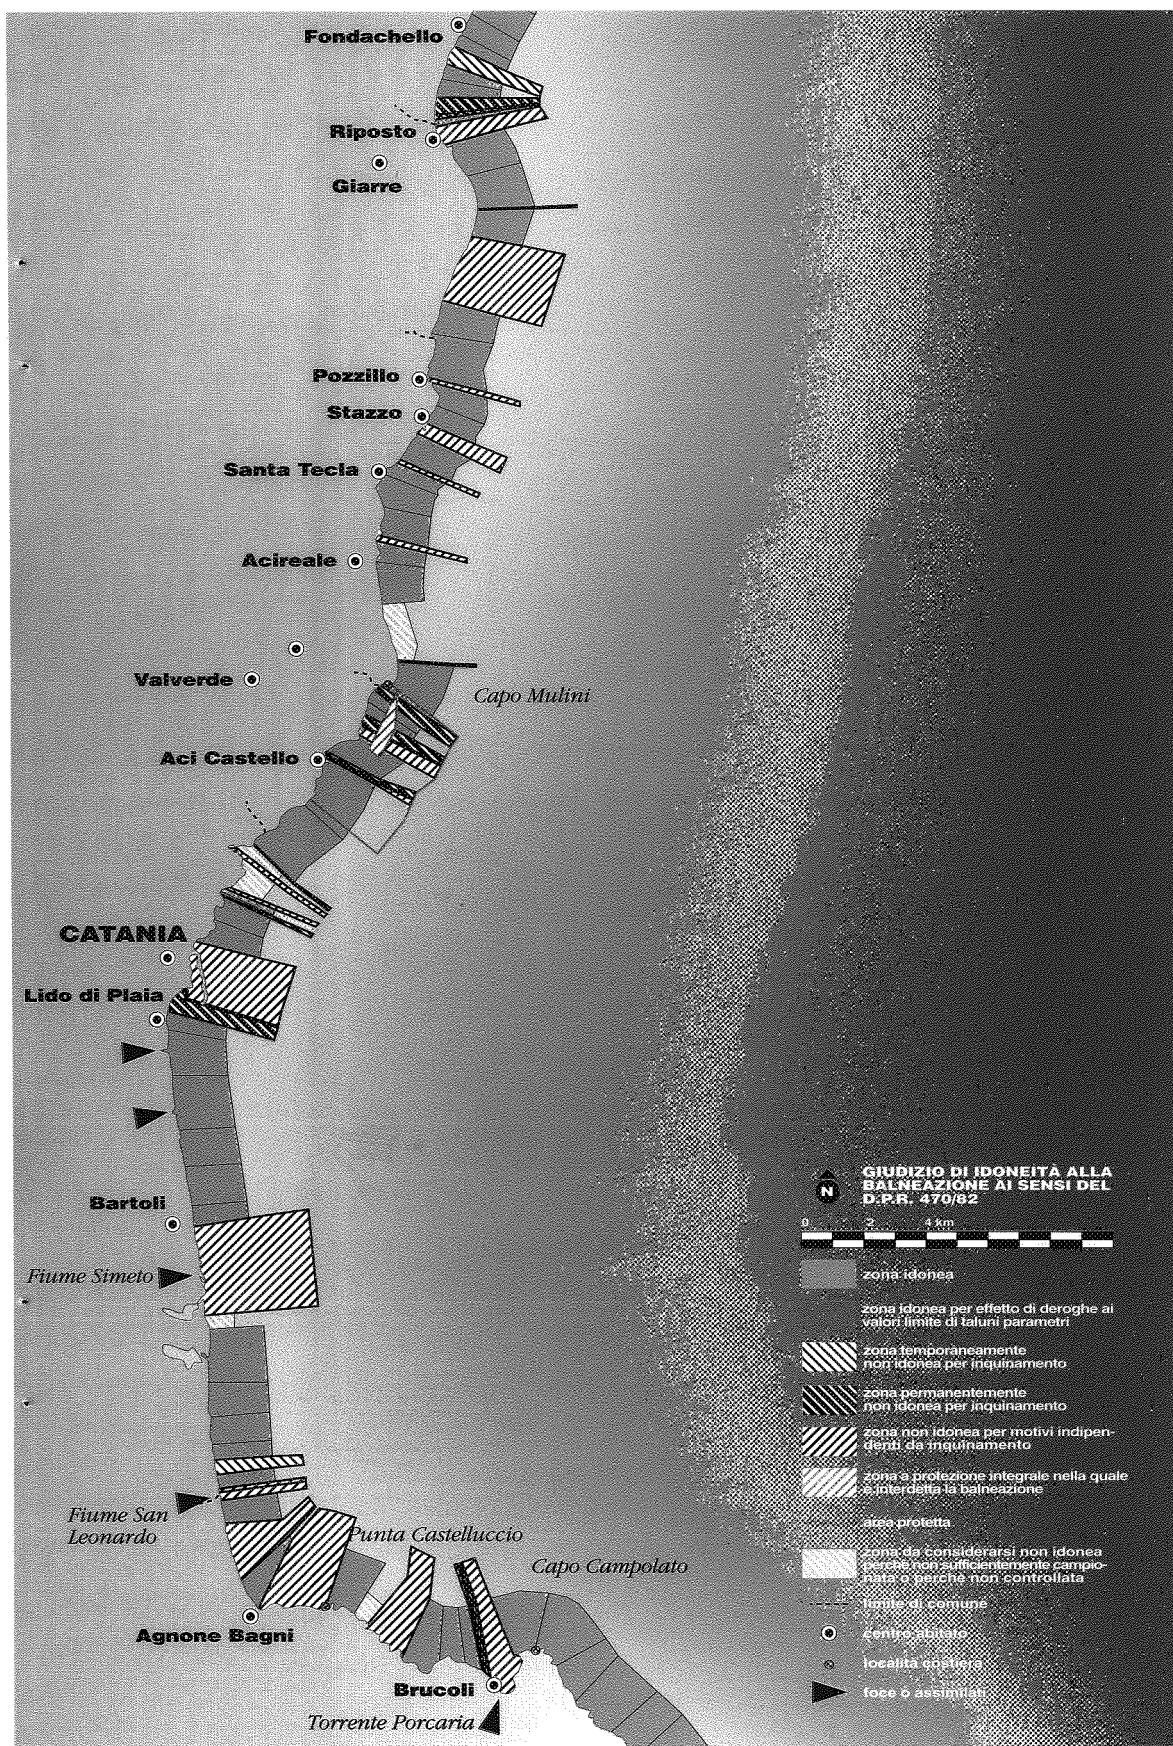 Fondachello
Riposto
Giarre
Pozzillo
Stazzo
Santa Tecla
Acireale
Valverde
Capo Mulini
Aci Castello
CATANIA
Lido di Plaia
Bartoli
Fiume Simeto
Fiume San
Leonardo
Punta Castelluccio
Capo Campolato
Agnone Bagni
Brucoli
Torrente Porcaria
N
GIUDIZIO DI IDONEITÀ ALLA
BALNEAZIONE AI SENSI DEL
D.P.R. 470/82
0 2 4 km
zona idonea
zona idonea per effetto di deroghe ai
valori limite di taluni parametri
zona temporaneamente
non idonea per inquinamento
zona permanentemente
non idonea per inquinamento
zona non idonea per motivi indipen-
denti da inquinamento
zona a protezione integrale nella quale
è interdetta la balneazione
area protetta
zona da considerarsi non idonea
perché non sufficientemente campio-
nata o perché non controllata
limite di comune
centro abitato
località costiera
foce o assimilati